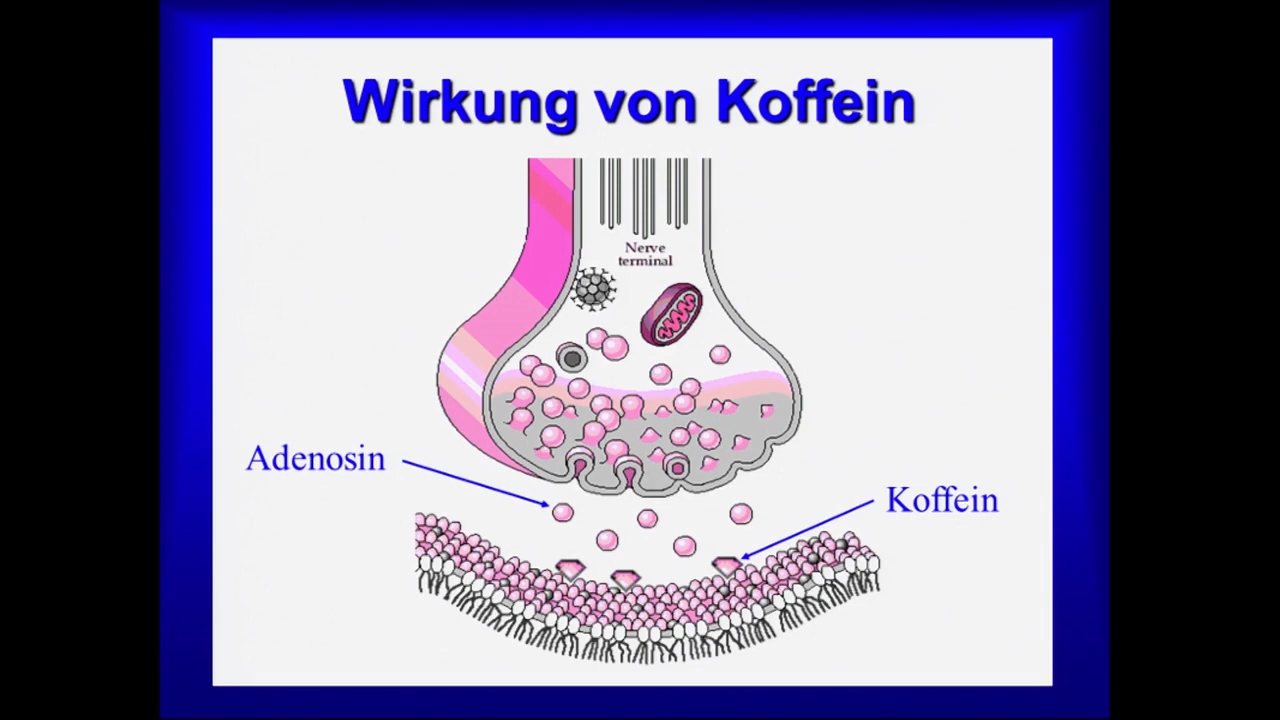 Wirkung von Koffein
Nerve
terminal
Adenosin
Koffein